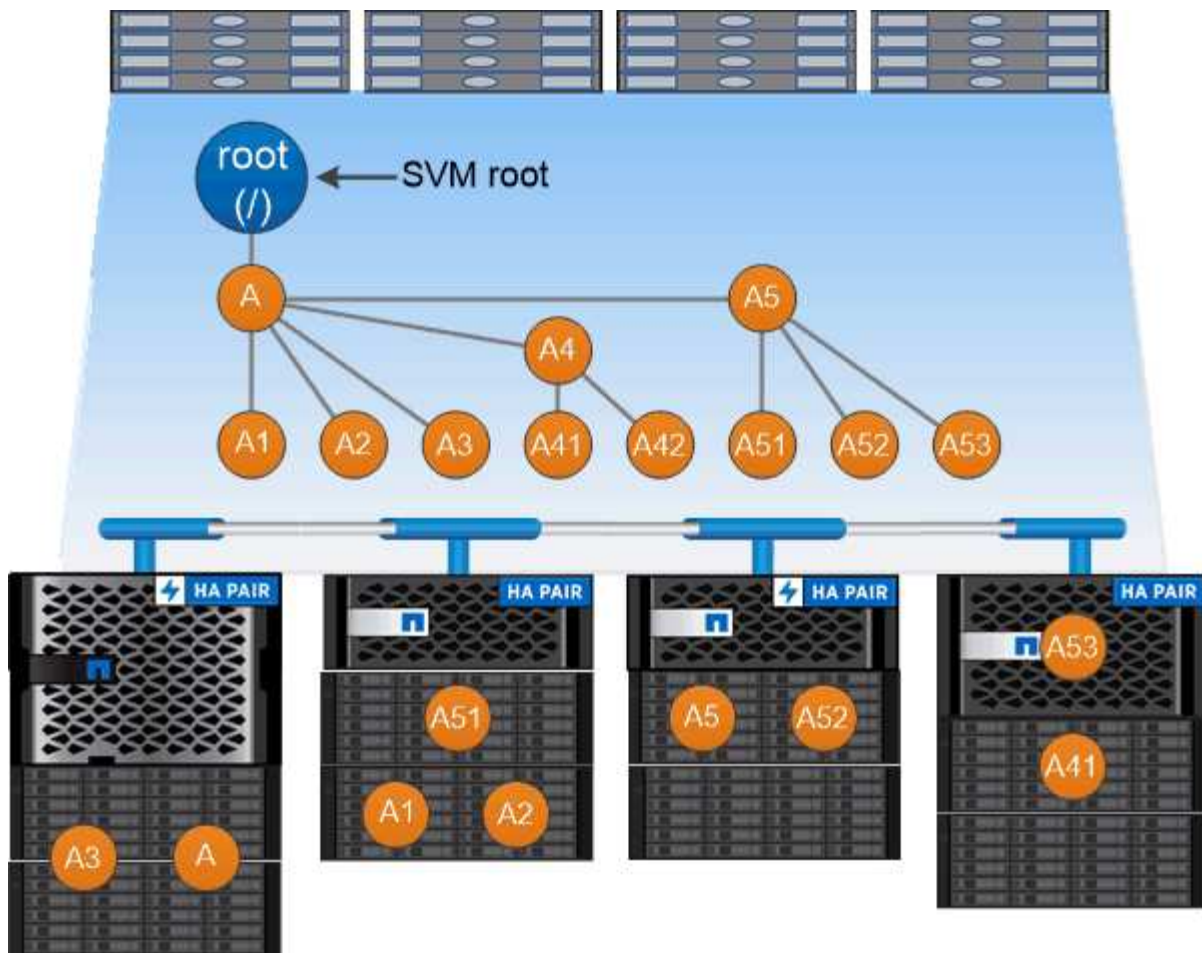 root
(/)
SVM root
A
A5
A4
A1
A2
A3
A41
A42
A51
A52
A53
HA PAIR
HA PAIR
HA PAIR
HA PAIR
A53
A51
A5
A52
A41
A1
A2
A3
A